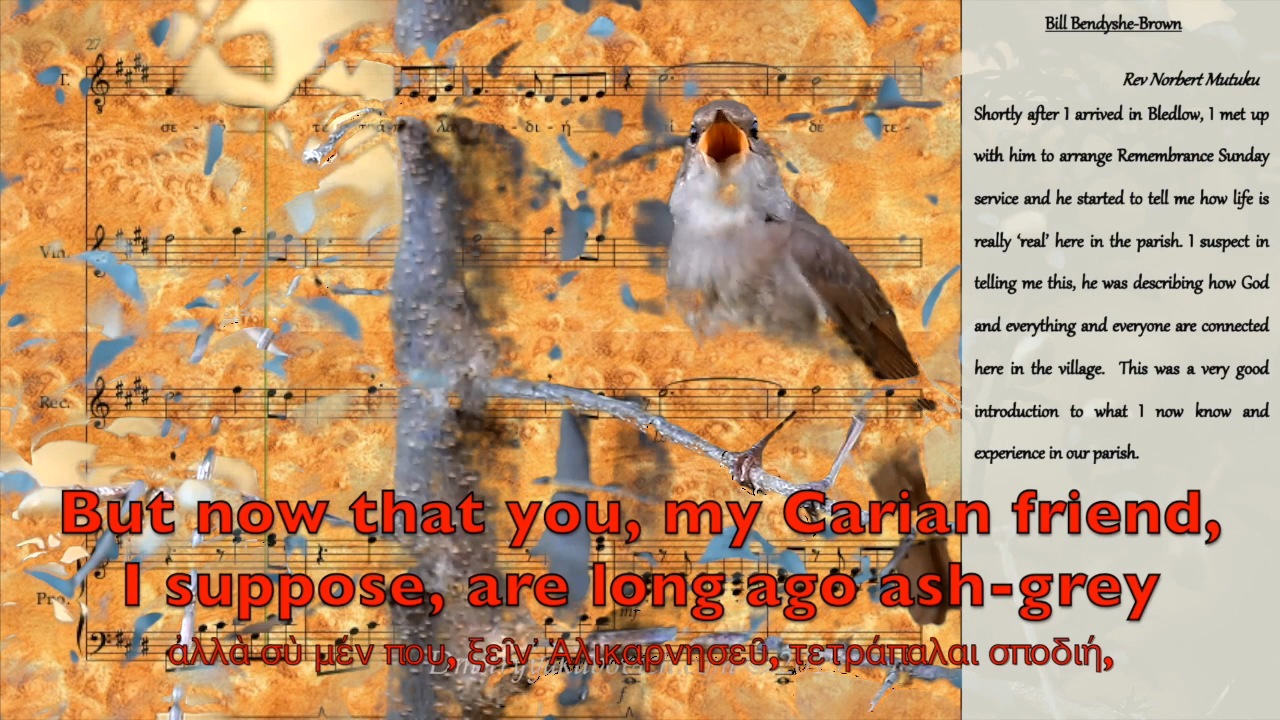 Bill Bendyshe-Brown
Rev Norbert Mutuku
Shortly after I arrived in Bledlow, I met up
with him to arrange Remembrance Sunday
service and he started to tell me how life is
really ‘real’ here in the parish. I suspect in
telling me this, he was describing how God
and everything and everyone are connected
here in the village. This was a very good
introduction to what I now know and
experience in our parish.
27
T.
Vln.
Rec.
But now that you, my Carian friend,
I suppose, are long ago ash-grey
ἀλλὰ σὺ μέν που, ξεῖν’ Ἁλικαρνησεῦ, τετράπαλαι σποδιή,